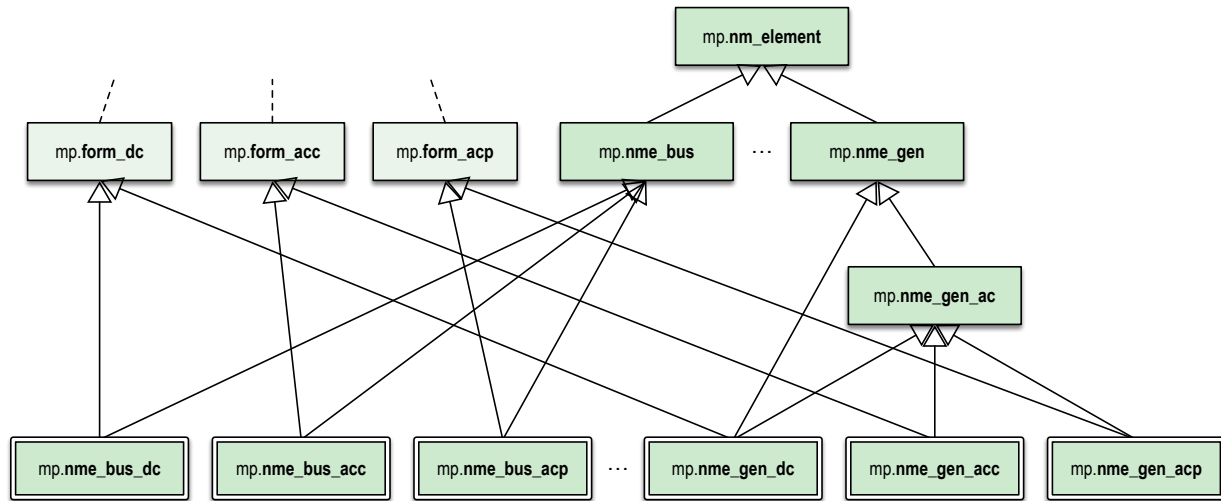 mp.nm_element
mp.form_dc
mp.form_acc
mp.form_acp
mp.nme_bus
...
mp.nme_gen
mp.nme_gen_ac
mp.nme_bus_dc
mp.nme_bus_acc
mp.nme_bus_acp
...
mp.nme_gen_dc
mp.nme_gen_acc
mp.nme_gen_acp